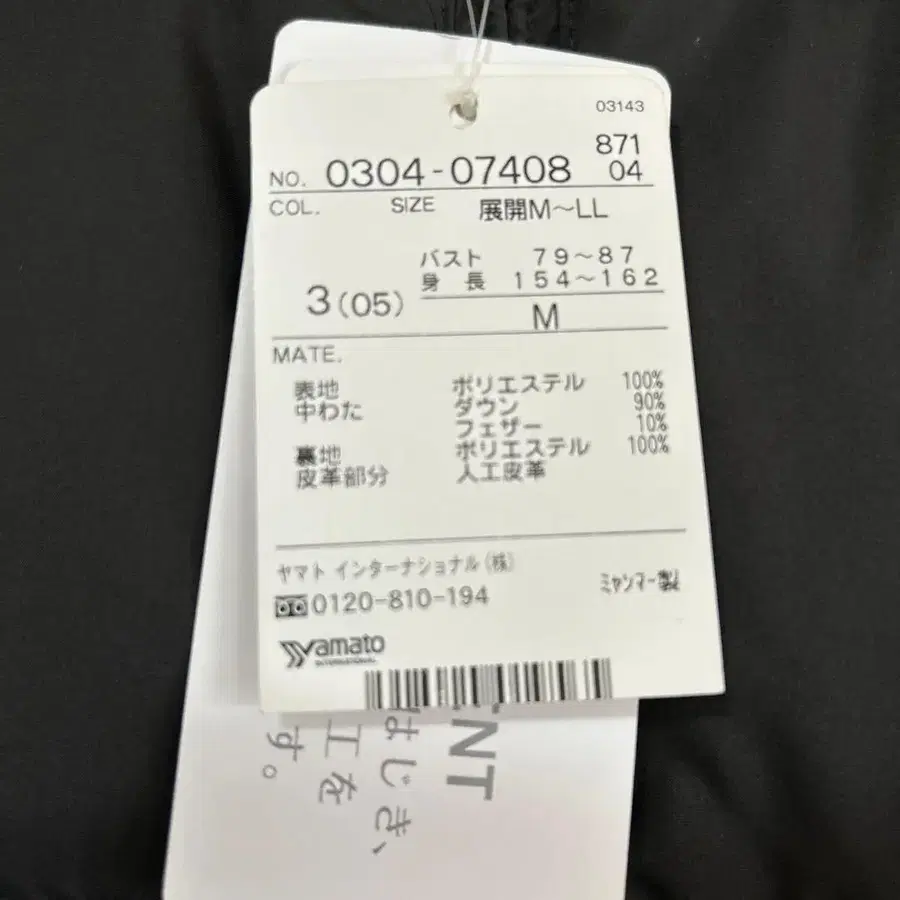 03143
871
NO. 0304-07408 04
COL. SIZE 展開M〜LL
バスト 79〜87
身 長 154〜162
3(05)
M
MATE.
表地 ポリエステル 100%
中わた ダウン 90%
フェザー 10%
裏地 ポリエステル 100%
皮革部分 人工皮革
ヤマト インターナショナル(株)
0120-810-194
ミャンマー製
Yamato
INTERNATIONAL
ENT
はじき、
工を
す。